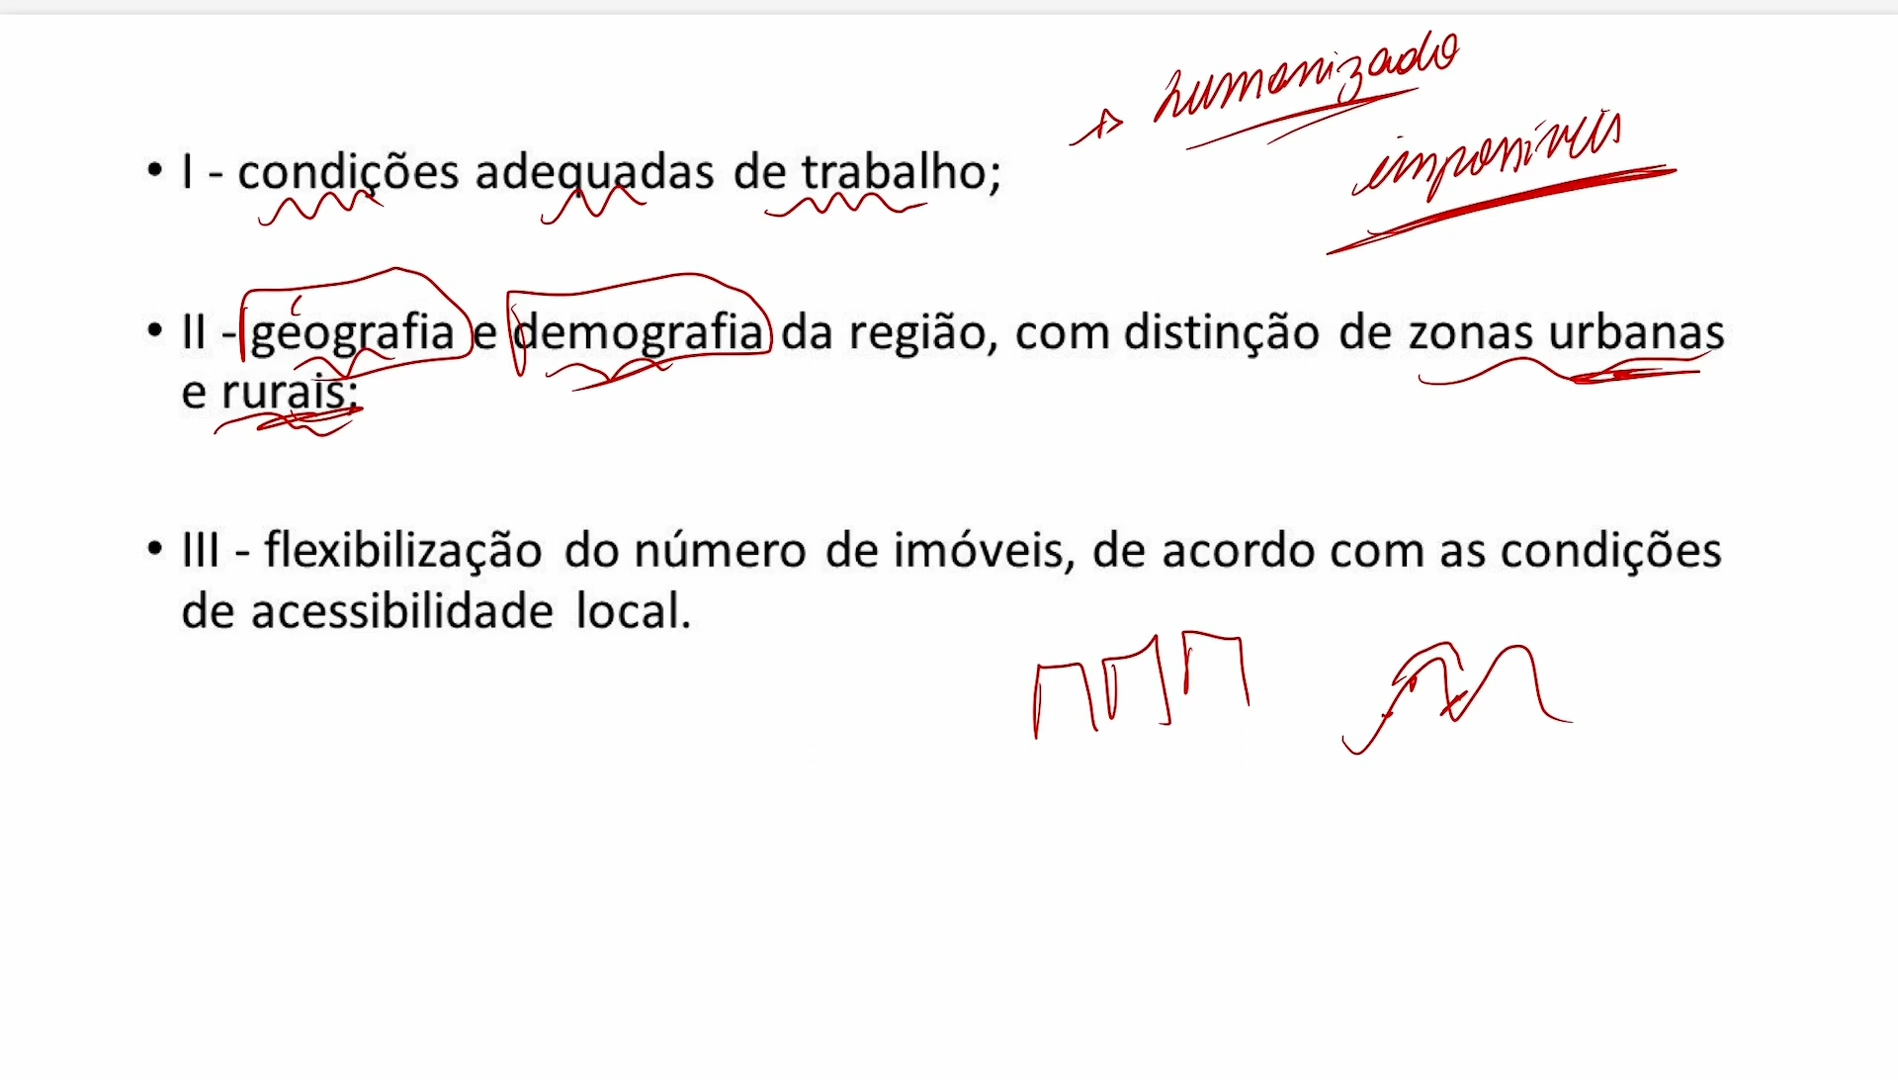 humanizado
imponíveis
• I - condições adequadas de trabalho;
• II - geografia e demografia da região, com distinção de zonas urbanas
e rurais;
• III - flexibilização do número de imóveis, de acordo com as condições
de acessibilidade local.